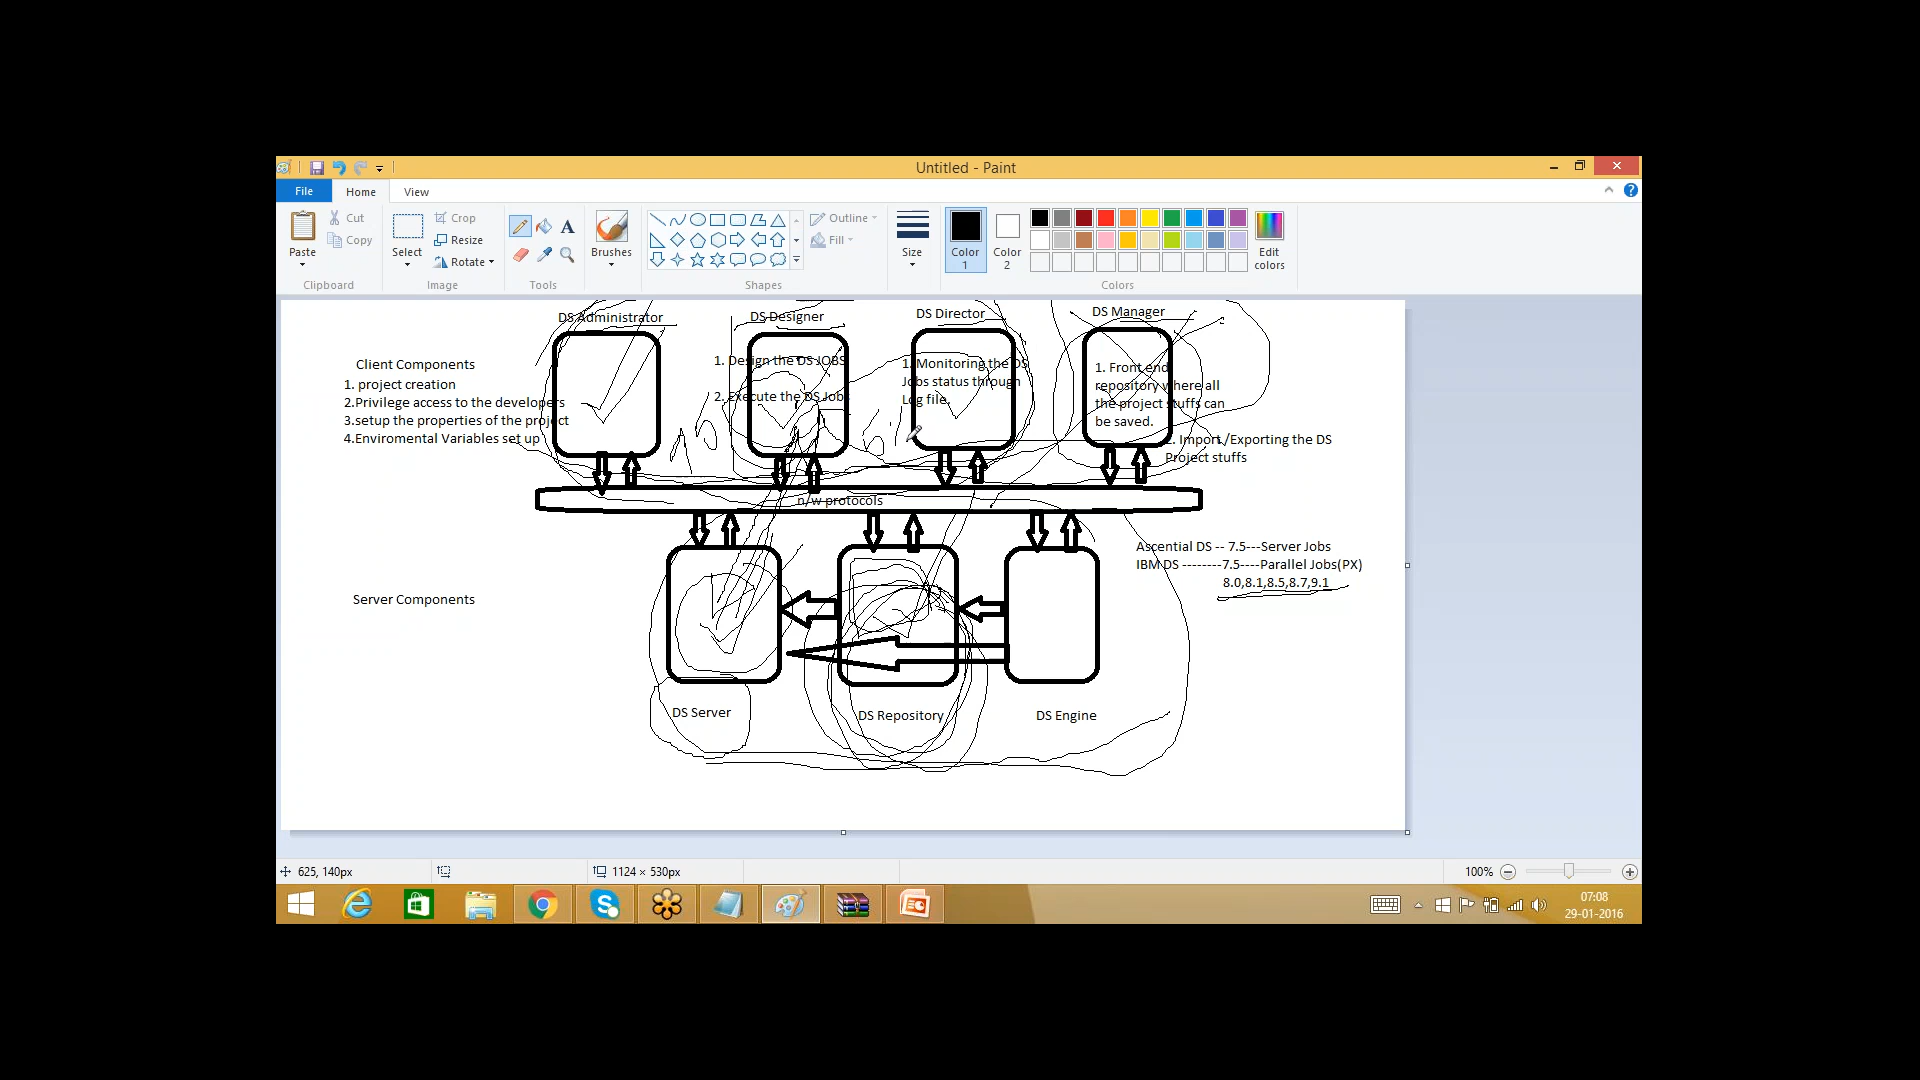 Untitled - Paint
File
Home
View
Paste
Cut
Copy
Clipboard
Select
Crop
Resize
Rotate
Image
Tools
Brushes
Shapes
Outline
Fill
Size
Color 1
Color 2
Edit colors
Colors
DS Administrator
DS Designer
DS Director
DS Manager
Client Components
1. project creation
2.Privilege access to the developers
3.setup the properties of the project
4.Enviromental Variables set up
1. Design the DS JOBS
2. Execute the DS Jobs
1.Monitoring the DS
Jobs status through
Log file.
1. Front end
repository where all
the project stuffs can
be saved.
2. Import /Exporting the DS
Project stuffs
n/w protocols
Ascential DS -- 7.5---Server Jobs
IBM DS --------7.5----Parallel Jobs(PX)
8.0,8.1,8.5,8.7,9.1
Server Components
DS Server
DS Repository
DS Engine
625, 140px
1124 × 530px
100%
07:08
29-01-2016